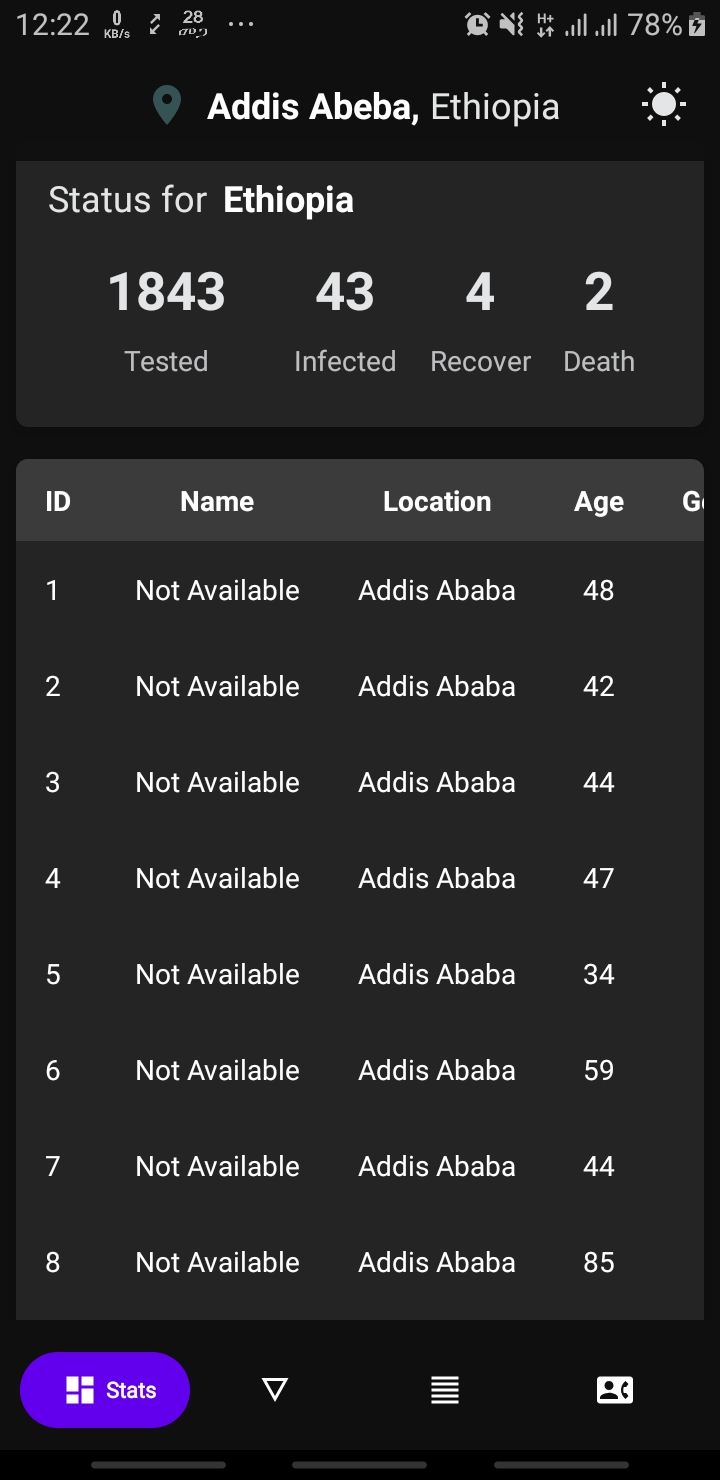 12:22 0 KB/s 28 ... H+ 78%
Addis Abeba, Ethiopia
Status for Ethiopia
1843 43 4 2
Tested Infected Recover Death
ID Name Location Age
1 Not Available Addis Ababa 48
2 Not Available Addis Ababa 42
3 Not Available Addis Ababa 44
4 Not Available Addis Ababa 47
5 Not Available Addis Ababa 34
6 Not Available Addis Ababa 59
7 Not Available Addis Ababa 44
8 Not Available Addis Ababa 85
Stats